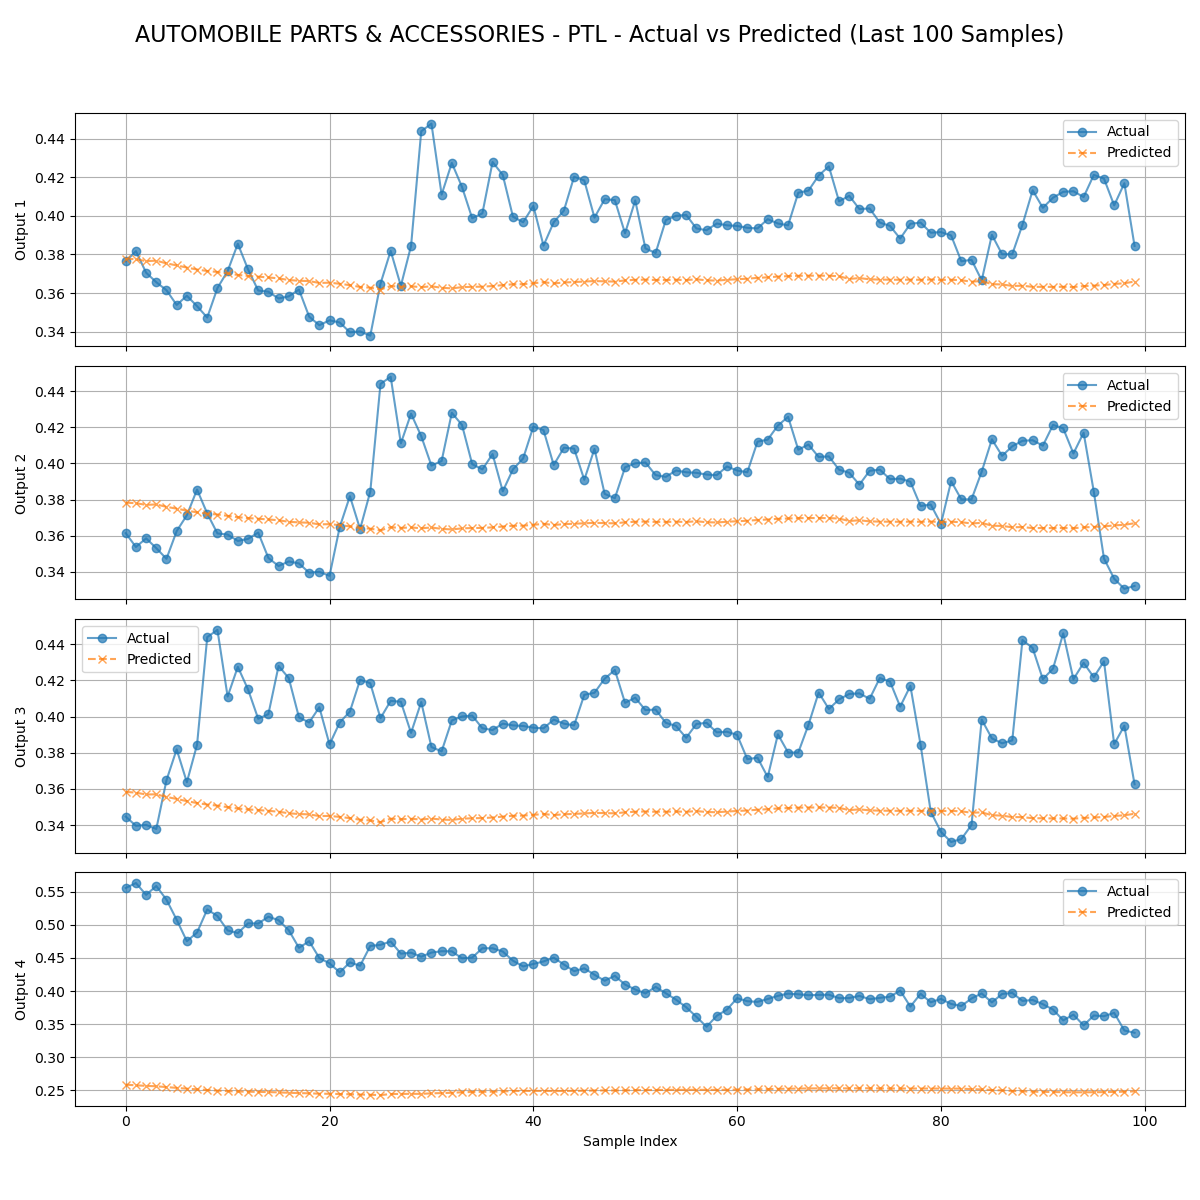 AUTOMOBILE PARTS & ACCESSORIES - PTL - Actual vs Predicted (Last 100 Samples)
0.44
0.42
0.40
0.38
0.36
0.34
Output 1
Actual
Predicted
0.44
0.42
0.40
0.38
0.36
0.34
Output 2
Actual
Predicted
0.44
0.42
0.40
0.38
0.36
0.34
Output 3
Actual
Predicted
0.55
0.50
0.45
0.40
0.35
0.30
0.25
Output 4
Actual
Predicted
0 20 40 60 80 100
Sample Index